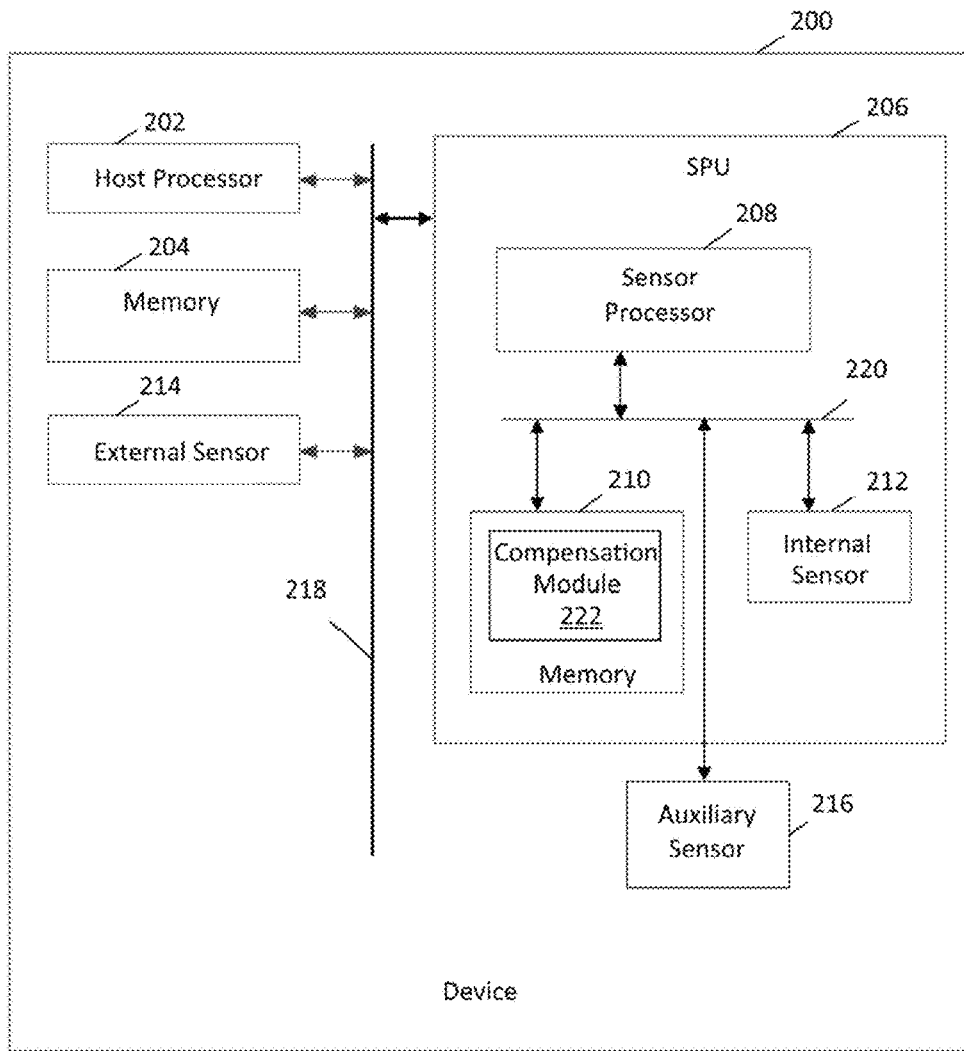 200
202
206
Host Processor
SPU
208
204
Sensor
Processor
Memory
214
220
External Sensor
210
212
Compensation
Module
222
Internal
Sensor
218
Memory
Auxiliary
Sensor
216
Device